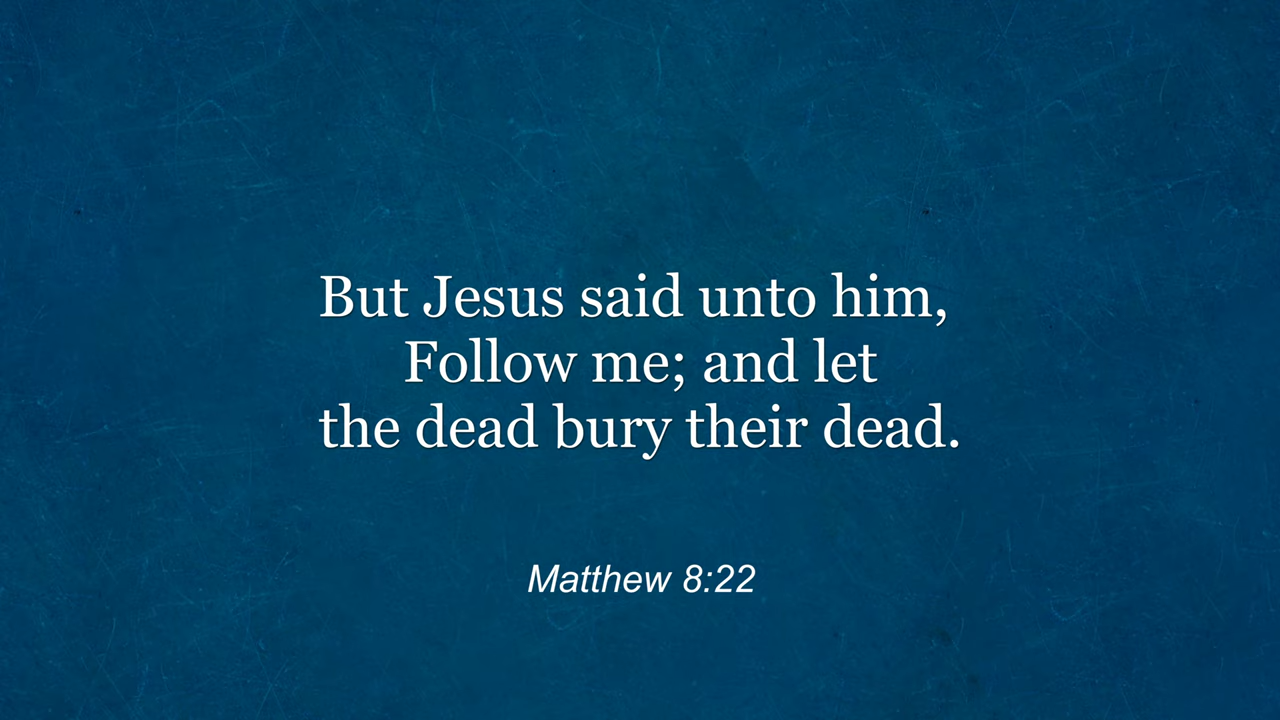 But Jesus said unto him,
Follow me; and let
the dead bury their dead.
Matthew 8:22